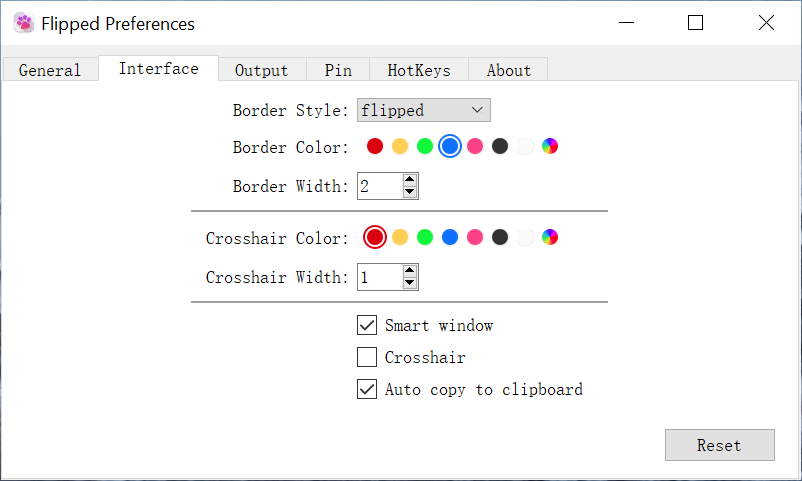 Flipped Preferences
General Interface Output Pin HotKeys About
Border Style: flipped
Border Color:
Border Width: 2
Crosshair Color:
Crosshair Width: 1
Smart window
Crosshair
Auto copy to clipboard
Reset